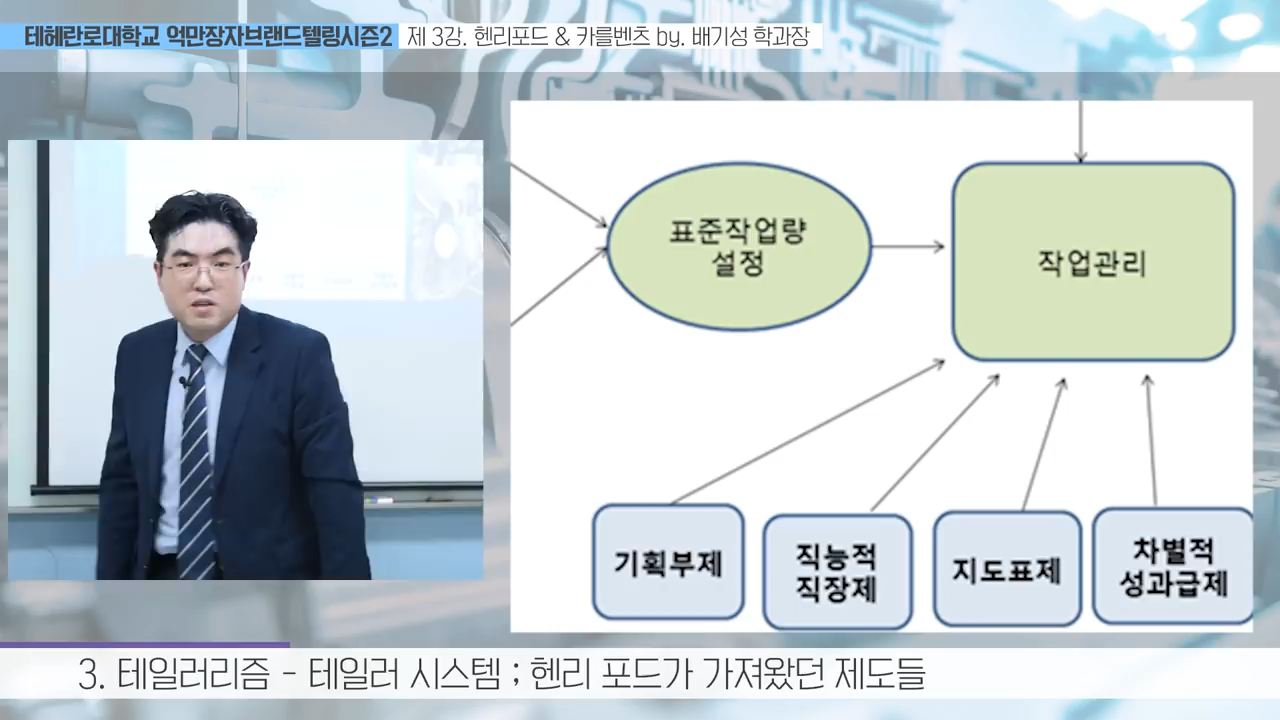 테헤란로대학교 억만장자브랜드텔링시즌2 제 3강. 헨리포드 & 카를벤츠 by. 배기성 학과장
표준작업량
설정
작업관리
기획부제
직능적
직장제
지도표제
차별적
성과급제
3. 테일러리즘 - 테일러 시스템 ; 헨리 포드가 가져왔던 제도들